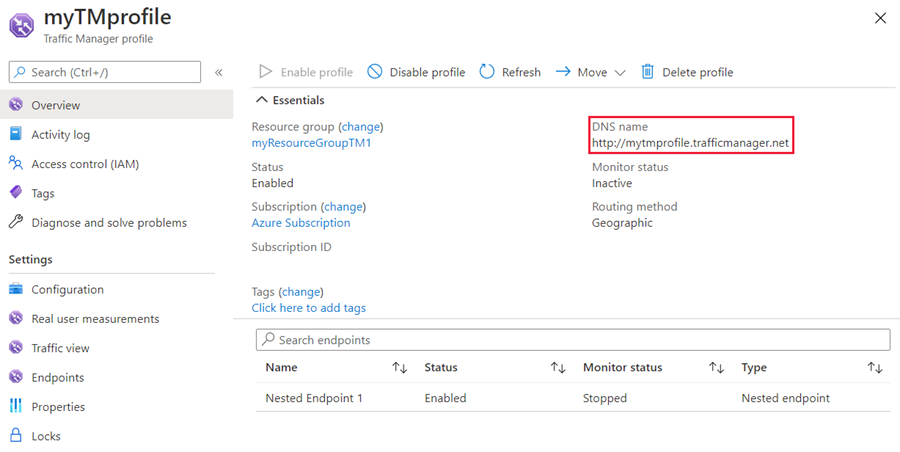 myTMprofile
Traffic Manager profile
Search (Ctrl+/)
«
Overview
Activity log
Access control (IAM)
Tags
Diagnose and solve problems
Settings
Configuration
Real user measurements
Traffic view
Endpoints
Properties
Locks
Enable profile Disable profile Refresh Move Delete profile
Essentials
Resource group (change)
myResourceGroupTM1
Status
Enabled
Subscription (change)
Azure Subscription
Subscription ID
DNS name
http://mytmprofile.trafficmanager.net
Monitor status
Inactive
Routing method
Geographic
Tags (change)
Click here to add tags
Search endpoints
Name Status Monitor status Type
Nested Endpoint 1 Enabled Stopped Nested endpoint